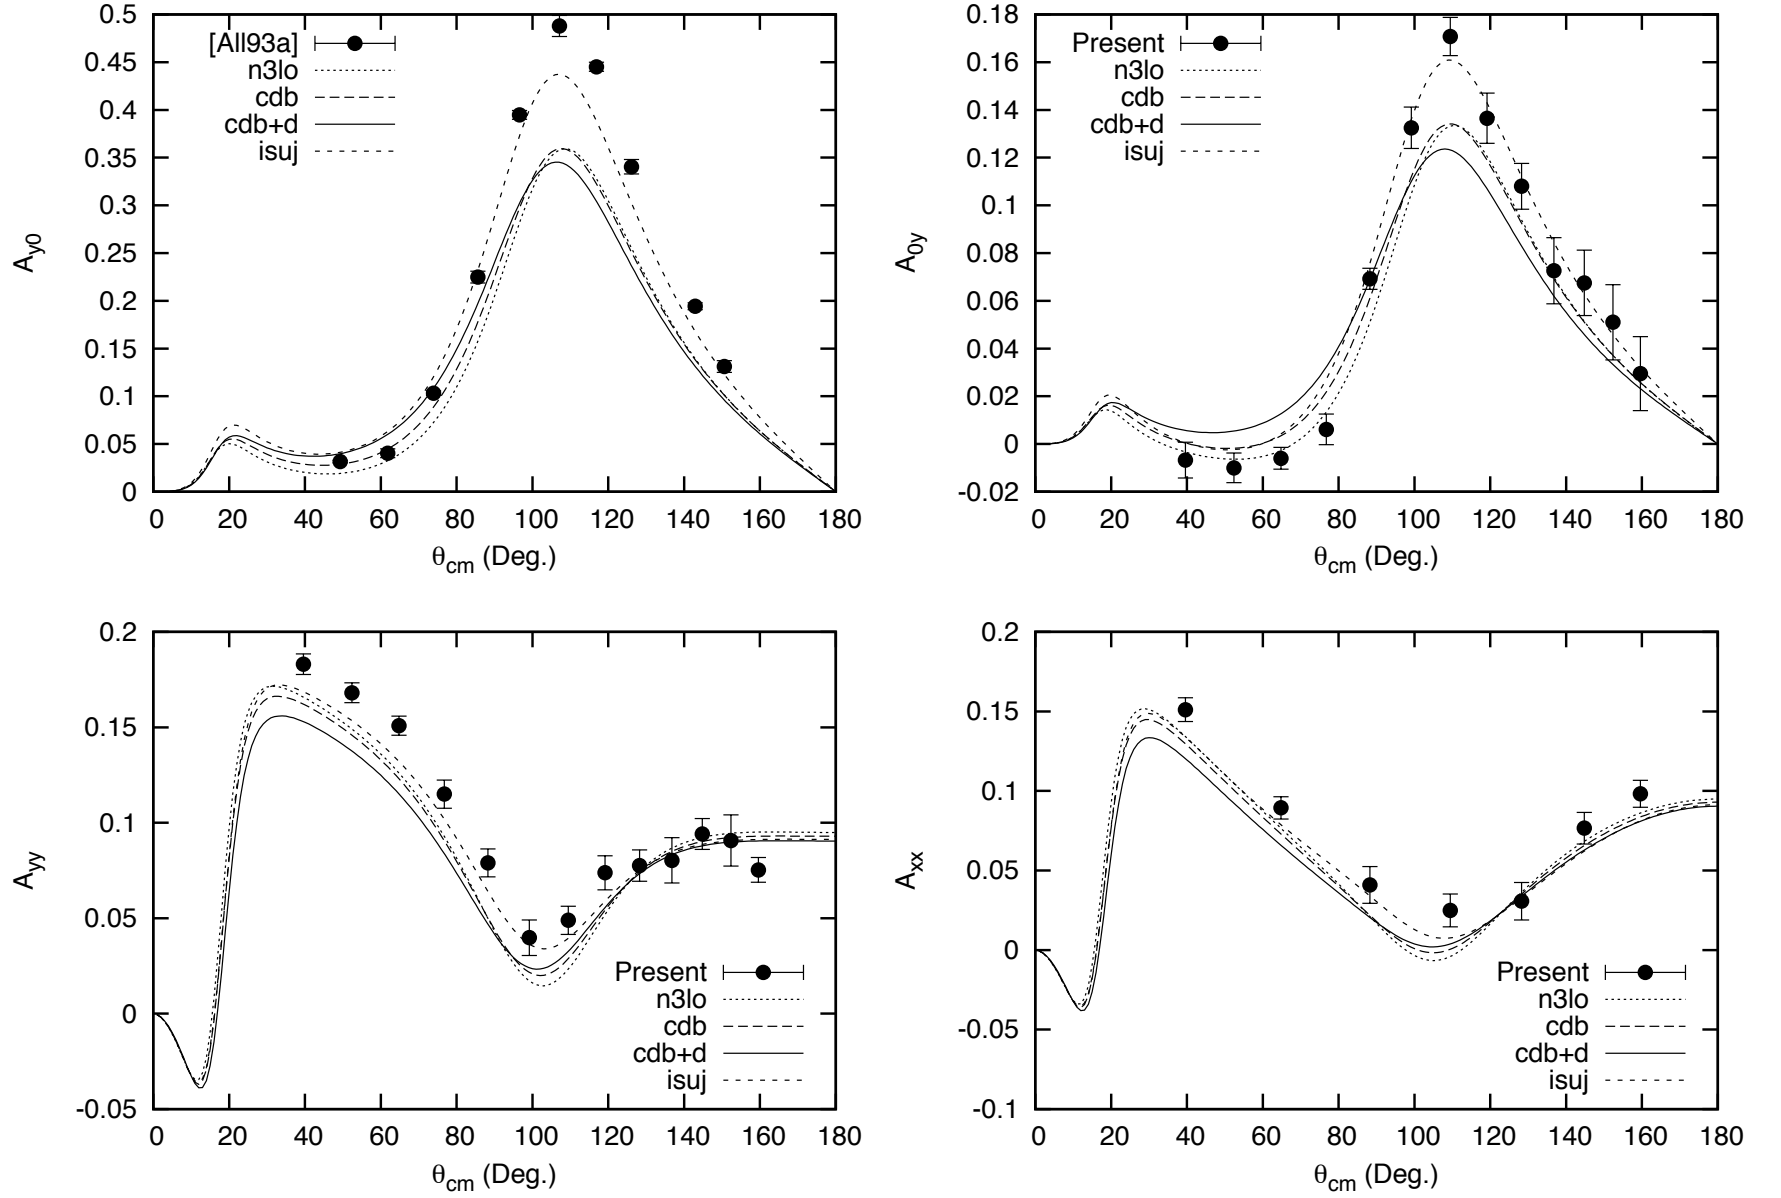 0.5
0.45
0.4
0.35
0.3
0.25
0.2
0.15
0.1
0.05
0
A_y0
[All93a]
n3lo
cdb
cdb+d
isuj
0 20 40 60 80 100 120 140 160 180
θ_cm (Deg.)
0.18
0.16
0.14
0.12
0.1
0.08
0.06
0.04
0.02
0
-0.02
A_0y
Present
n3lo
cdb
cdb+d
isuj
0 20 40 60 80 100 120 140 160 180
θ_cm (Deg.)
0.2
0.15
0.1
0.05
0
-0.05
A_yy
Present
n3lo
cdb
cdb+d
isuj
0 20 40 60 80 100 120 140 160 180
θ_cm (Deg.)
0.2
0.15
0.1
0.05
0
-0.05
-0.1
A_xx
Present
n3lo
cdb
cdb+d
isuj
0 20 40 60 80 100 120 140 160 180
θ_cm (Deg.)